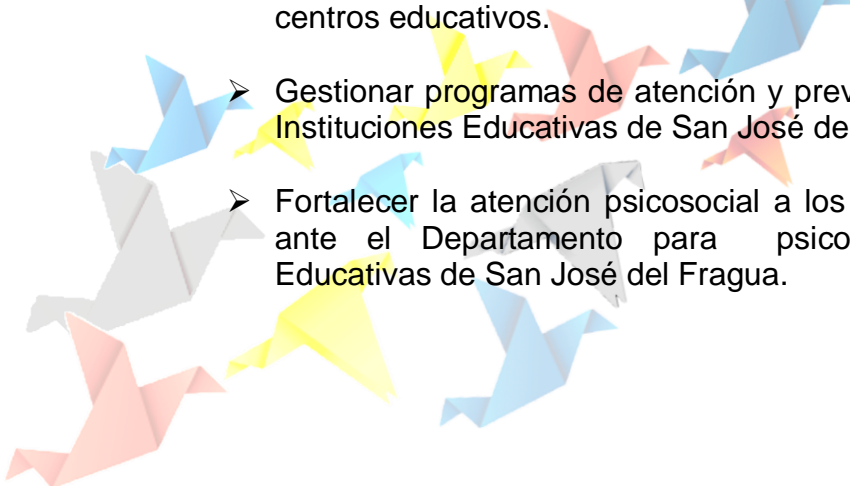 centros educativos.
➢ Gestionar programas de atención y prev
Instituciones Educativas de San José de
➢ Fortalecer la atención psicosocial a los
ante el Departamento para psico
Educativas de San José del Fragua.